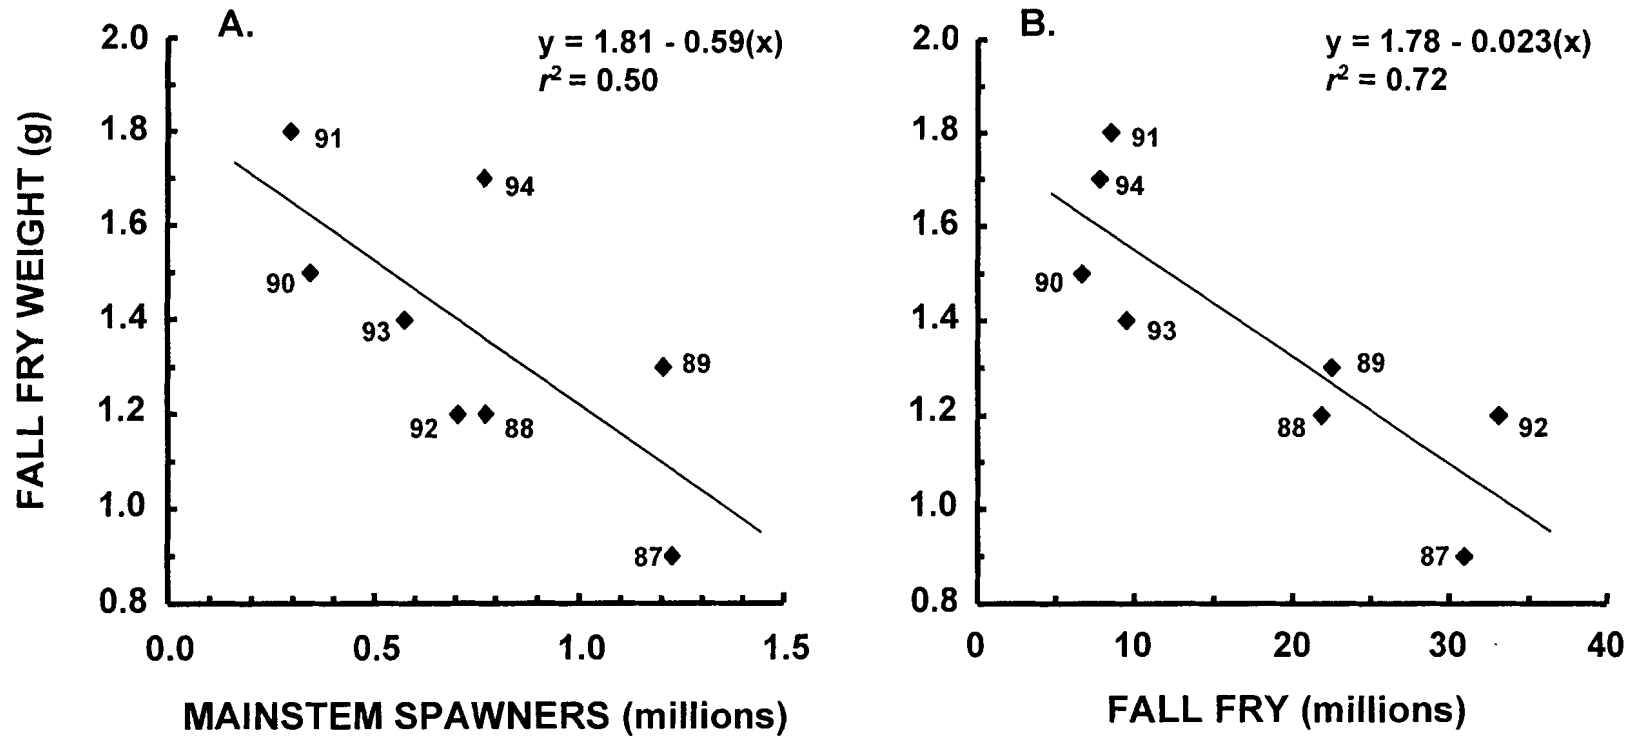 A.
y = 1.81 - 0.59(x)
r² = 0.50
FALL FRY WEIGHT (g)
2.0
1.8
1.6
1.4
1.2
1.0
0.8
91
94
90
93
89
92
88
87
0.0 0.5 1.0 1.5
MAINSTEM SPAWNERS (millions)
B.
y = 1.78 - 0.023(x)
r² = 0.72
2.0
1.8
1.6
1.4
1.2
1.0
0.8
91
94
90
93
89
88
92
87
0 10 20 30 40
FALL FRY (millions)